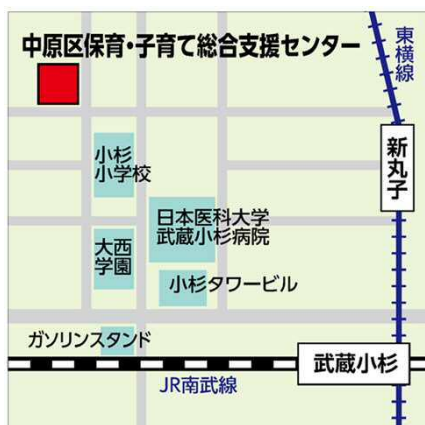 中原区保育・子育て総合支援センター
東横線
小杉
小学校
新丸子
日本医科大学
武蔵小杉病院
大西
学園
小杉タワービル
ガソリンスタンド
武蔵小杉
JR南武線